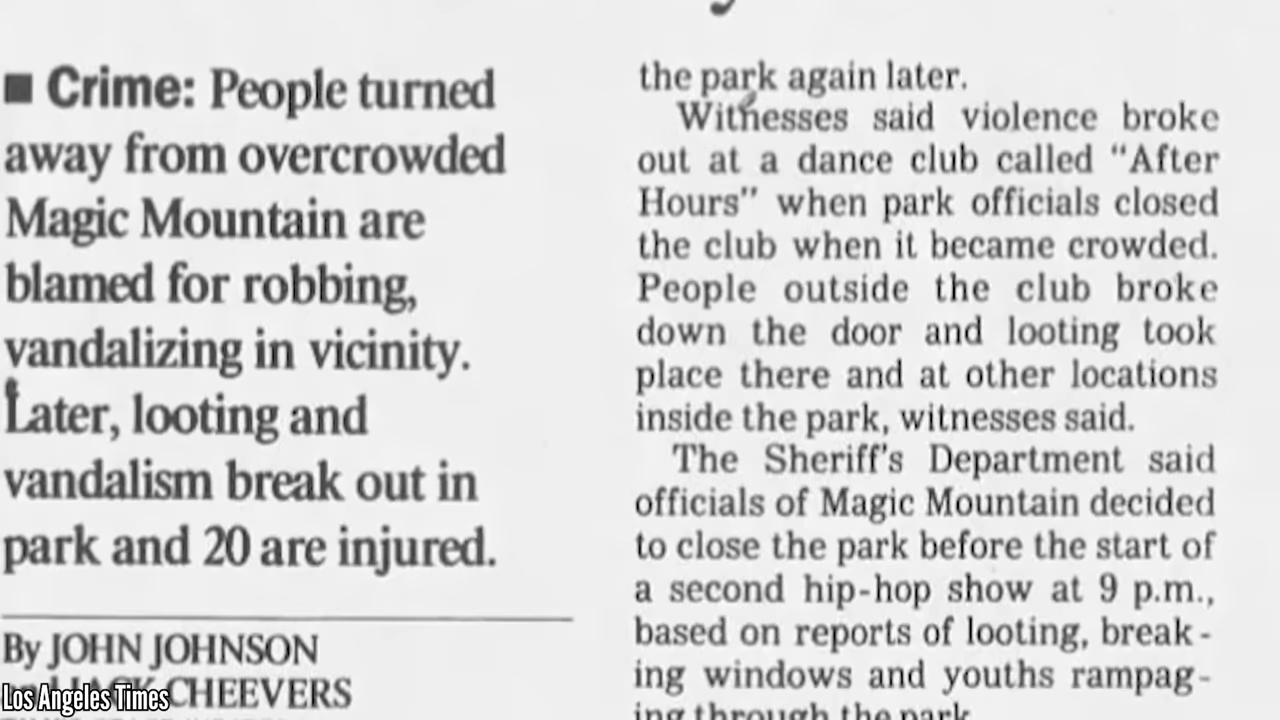 ■ Crime: People turned
away from overcrowded
Magic Mountain are
blamed for robbing,
vandalizing in vicinity.
Later, looting and
vandalism break out in
park and 20 are injured.
By JOHN JOHNSON
CHEEVERS
Los Angeles Times
the park again later.
Witnesses said violence broke
out at a dance club called “After
Hours” when park officials closed
the club when it became crowded.
People outside the club broke
down the door and looting took
place there and at other locations
inside the park, witnesses said.
The Sheriff's Department said
officials of Magic Mountain decided
to close the park before the start of
a second hip-hop show at 9 p.m.,
based on reports of looting, break-
ing windows and youths rampag-
ing through the park